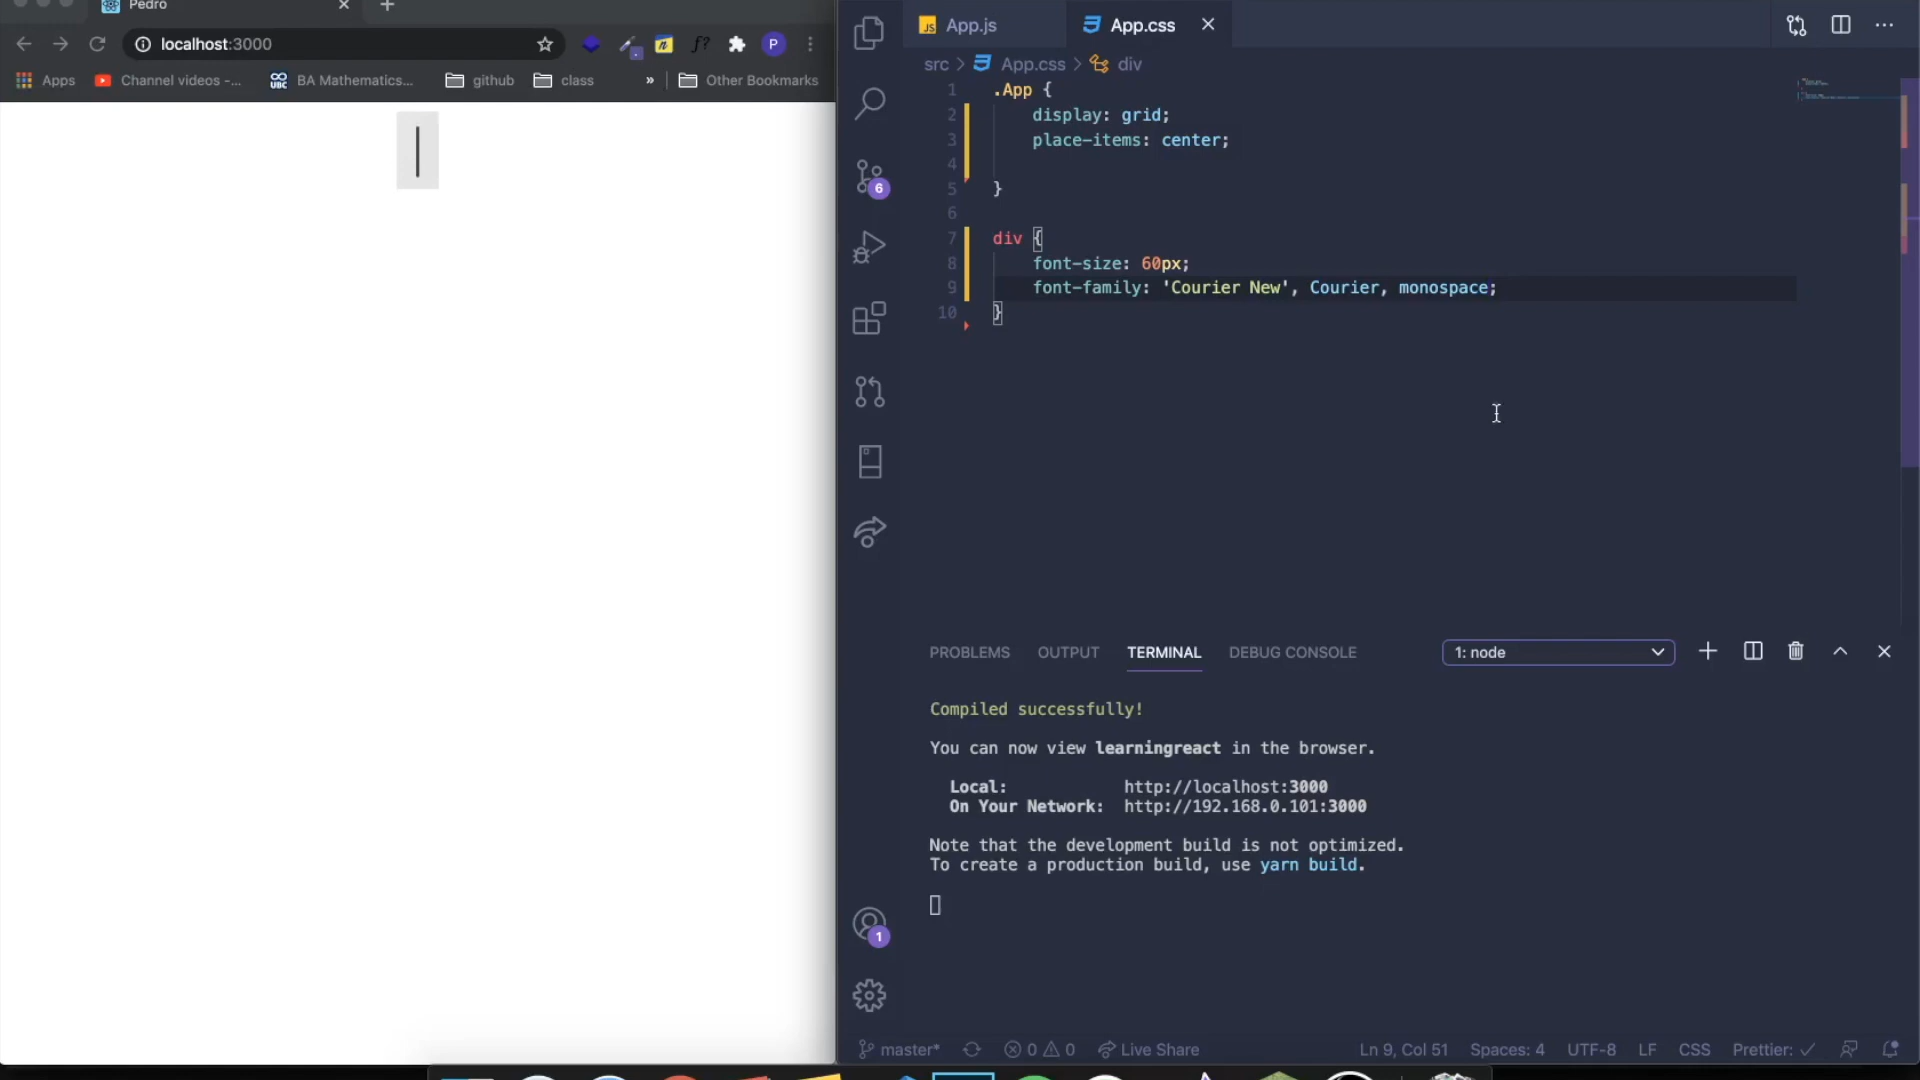 Pedro
localhost:3000
P
Apps
Channel videos -...
UBC
BA Mathematics...
github
class
»
Other Bookmarks
|
JS App.js
App.css
src > App.css > div
1 .App {
2 display: grid;
3 place-items: center;
4
5 }
6
7 div {
8 font-size: 60px;
9 font-family: 'Courier New', Courier, monospace;
10 }
6
PROBLEMS OUTPUT TERMINAL DEBUG CONSOLE 1: node
Compiled successfully!
You can now view learningreact in the browser.
Local: http://localhost:3000
On Your Network: http://192.168.0.101:3000
Note that the development build is not optimized.
To create a production build, use yarn build.
1
master* 0 0 Live Share Ln 9, Col 51 Spaces: 4 UTF-8 LF CSS Prettier: ✓